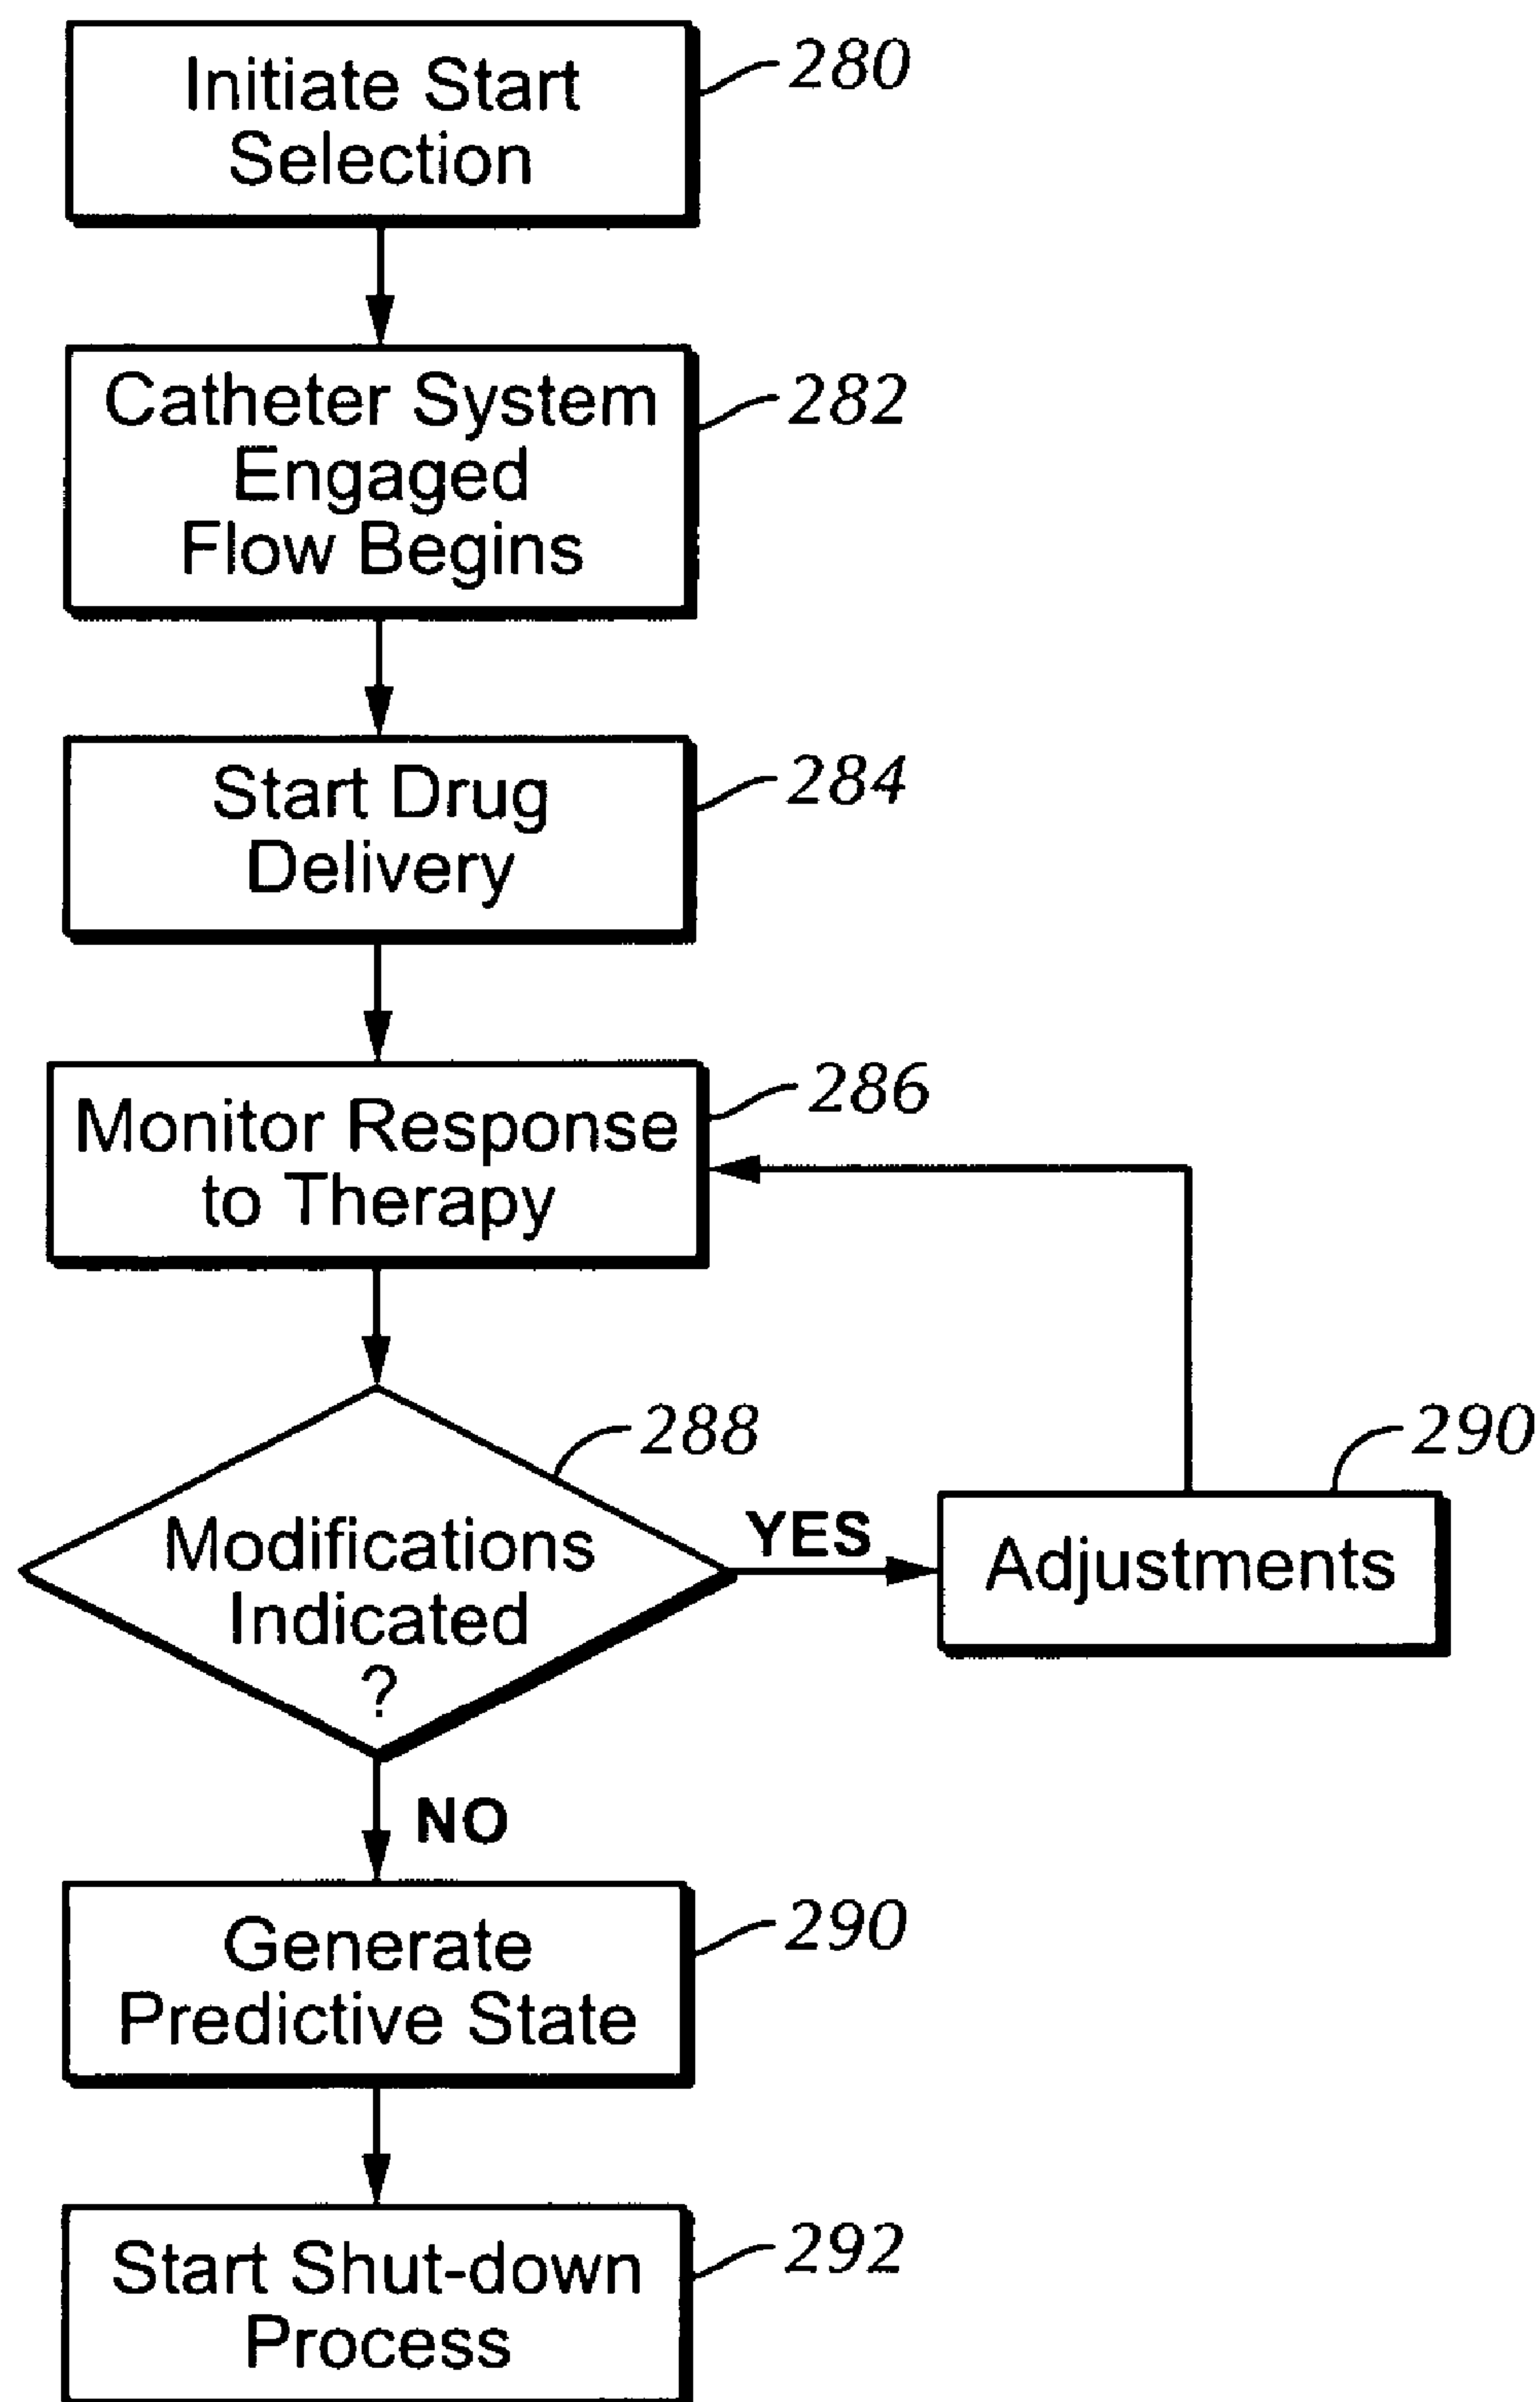 Initiate Start
Selection
280
Catheter System
Engaged
Flow Begins
282
Start Drug
Delivery
284
Monitor Response
to Therapy
286
Modifications
Indicated
?
288
YES
Adjustments
290
NO
Generate
Predictive State
290
Start Shut-down
Process
292